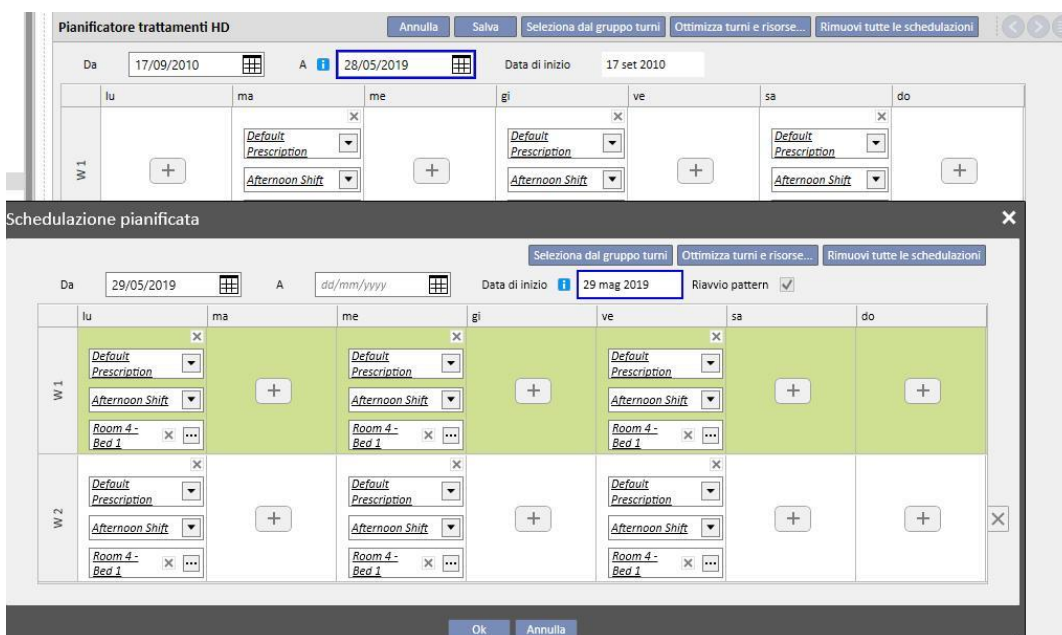 Pianificatore trattamenti HD Annulla Salva Seleziona dal gruppo turni Ottimizza turni e risorse... Rimuovi tutte le schedulazioni
Da 17/09/2010 A 28/05/2019 Data di inizio 17 set 2010
lu ma me gi ve sa do
W 1
Default Prescription Default Prescription Default Prescription
Afternoon Shift Afternoon Shift Afternoon Shift
Schedulazione pianificata
Seleziona dal gruppo turni Ottimizza turni e risorse... Rimuovi tutte le schedulazioni
Da 29/05/2019 A dd/mm/yyyy Data di inizio 29 mag 2019 Riavvio pattern
lu ma me gi ve sa do
W 1
Default Prescription Default Prescription Default Prescription
Afternoon Shift Afternoon Shift Afternoon Shift
Room 4 - Bed 1 Room 4 - Bed 1 Room 4 - Bed 1
W 2
Default Prescription Default Prescription Default Prescription
Afternoon Shift Afternoon Shift Afternoon Shift
Room 4 - Bed 1 Room 4 - Bed 1 Room 4 - Bed 1
Ok Annulla